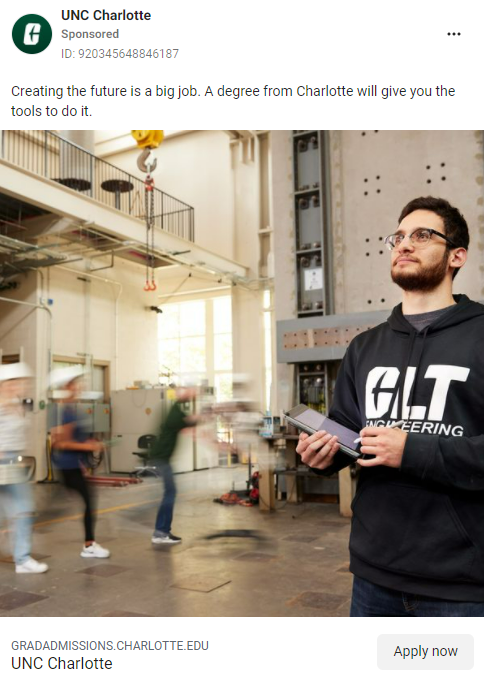 UNC Charlotte
Sponsored
ID: 920345648846187
Creating the future is a big job. A degree from Charlotte will give you the
tools to do it.
CLT
ENGINEERING
GRADADMISSIONS.CHARLOTTE.EDU
UNC Charlotte
Apply now